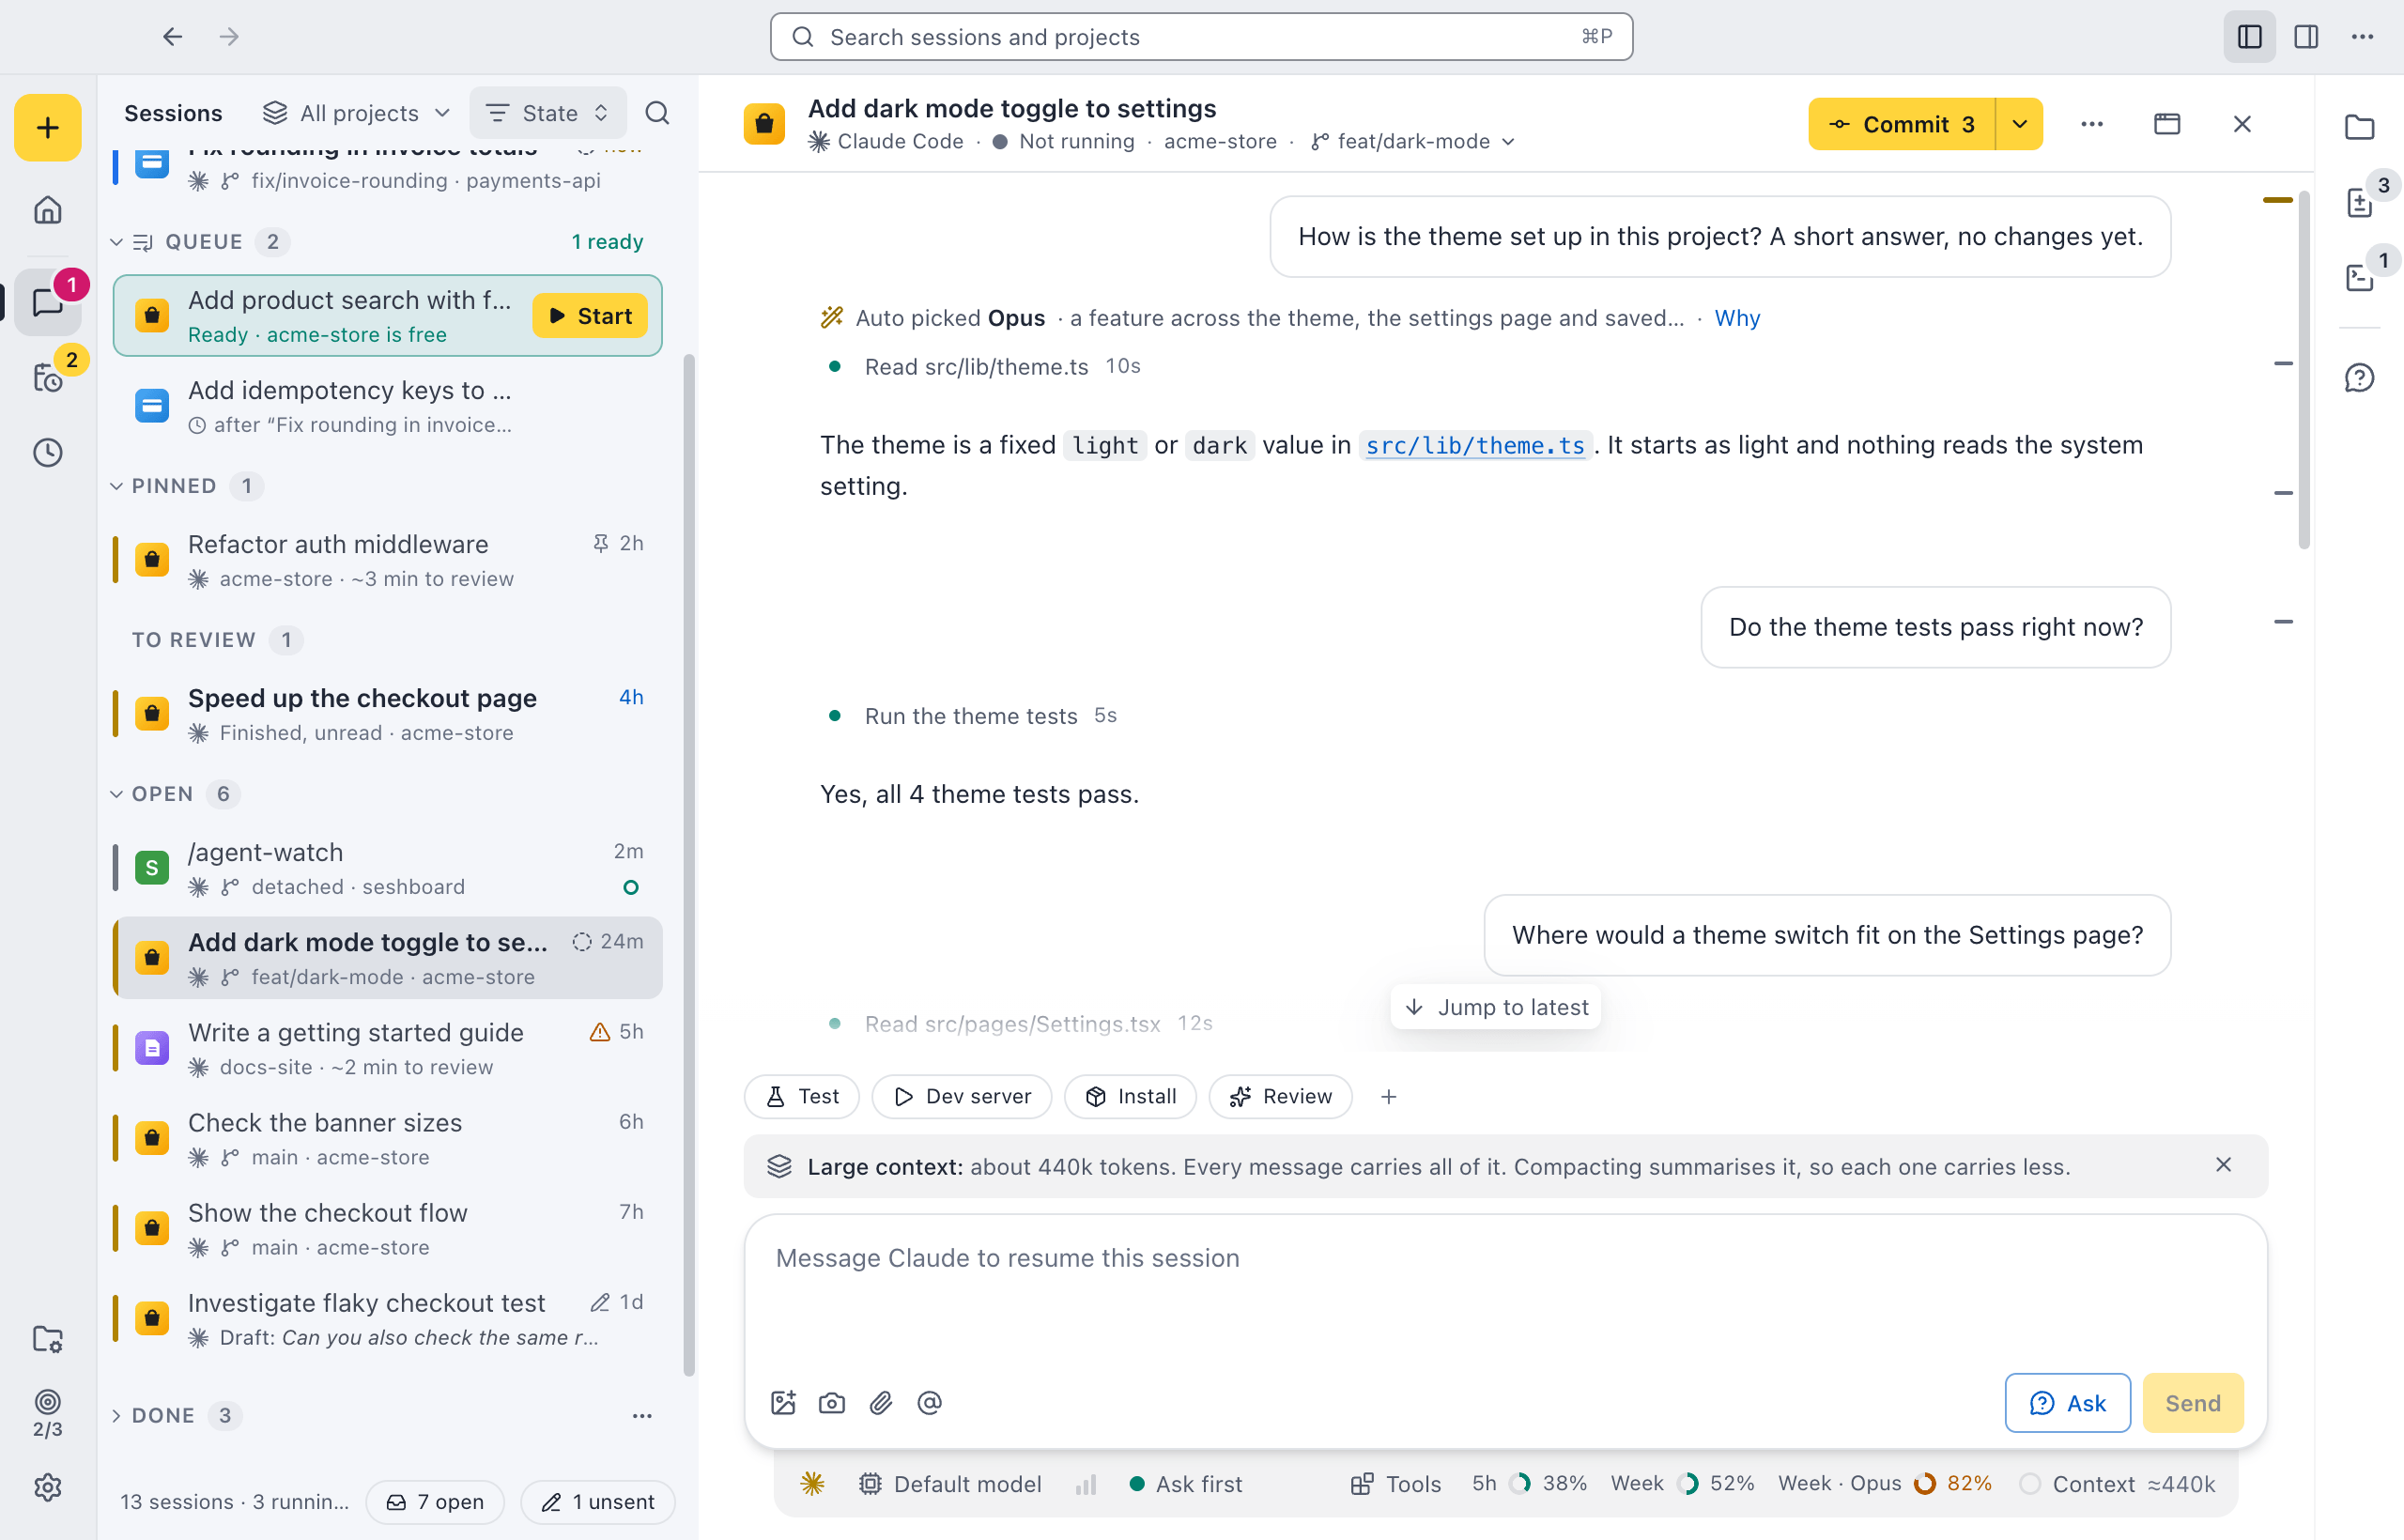 Search sessions and projects ⌘P
Sessions All projects State
Fix rounding in invoice totals now
fix/invoice-rounding · payments-api
QUEUE 2 1 ready
Add product search with f...
Ready · acme-store is free
Start
Add idempotency keys to ...
after “Fix rounding in invoice...
PINNED 1
Refactor auth middleware 2h
acme-store · ~3 min to review
TO REVIEW 1
Speed up the checkout page 4h
Finished, unread · acme-store
OPEN 6
/agent-watch 2m
S
detached · seshboard
Add dark mode toggle to se... 24m
feat/dark-mode · acme-store
Write a getting started guide 5h
docs-site · ~2 min to review
Check the banner sizes 6h
main · acme-store
Show the checkout flow 7h
main · acme-store
Investigate flaky checkout test 1d
Draft: Can you also check the same r...
DONE 3
13 sessions · 3 runnin... 7 open 1 unsent
1
2
2/3
Add dark mode toggle to settings
Claude Code · Not running · acme-store · feat/dark-mode
Commit 3
How is the theme set up in this project? A short answer, no changes yet.
Auto picked Opus · a feature across the theme, the settings page and saved... · Why
Read src/lib/theme.ts 10s
The theme is a fixed light or dark value in src/lib/theme.ts. It starts as light and nothing reads the system
setting.
Do the theme tests pass right now?
Run the theme tests 5s
Yes, all 4 theme tests pass.
Where would a theme switch fit on the Settings page?
Read src/pages/Settings.tsx 12s
Jump to latest
Test Dev server Install Review
Large context: about 440k tokens. Every message carries all of it. Compacting summarises it, so each one carries less.
Message Claude to resume this session
Ask Send
Default model Ask first Tools 5h 38% Week 52% Week · Opus 82% Context ≈440k
3
1